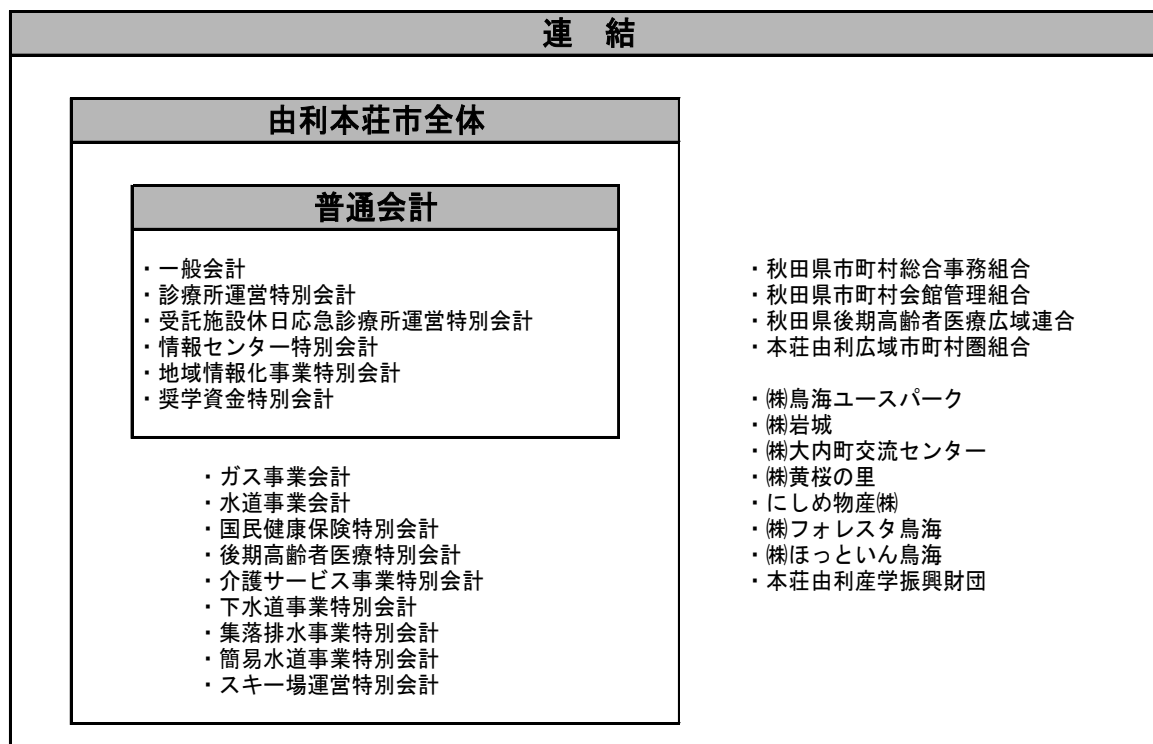 連　結
由利本荘市全体
普通会計
・一般会計
・診療所運営特別会計
・受託施設休日応急診療所運営特別会計
・情報センター特別会計
・地域情報化事業特別会計
・奨学資金特別会計
・ガス事業会計
・水道事業会計
・国民健康保険特別会計
・後期高齢者医療特別会計
・介護サービス事業特別会計
・下水道事業特別会計
・集落排水事業特別会計
・簡易水道事業特別会計
・スキー場運営特別会計
・秋田県市町村総合事務組合
・秋田県市町村会館管理組合
・秋田県後期高齢者医療広域連合
・本荘由利広域市町村圏組合
・㈱鳥海ユースパーク
・㈱岩城
・㈱大内町交流センター
・㈱黄桜の里
・にしめ物産㈱
・㈱フォレスタ鳥海
・㈱ほっといん鳥海
・本荘由利産学振興財団